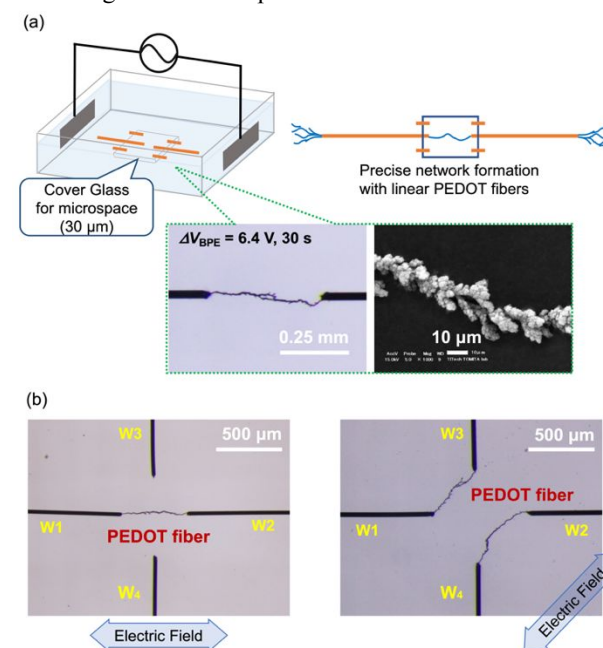 (a)
Cover Glass
for microspace
(30 μm)
Precise network formation
with linear PEDOT fibers
ΔV_BPE = 6.4 V, 30 s
0.25 mm
10 μm
(b)
W3
500 μm
W1
W2
PEDOT fiber
W4
Electric Field
W3
500 μm
PEDOT fiber
W1
W2
W4
Electric Field